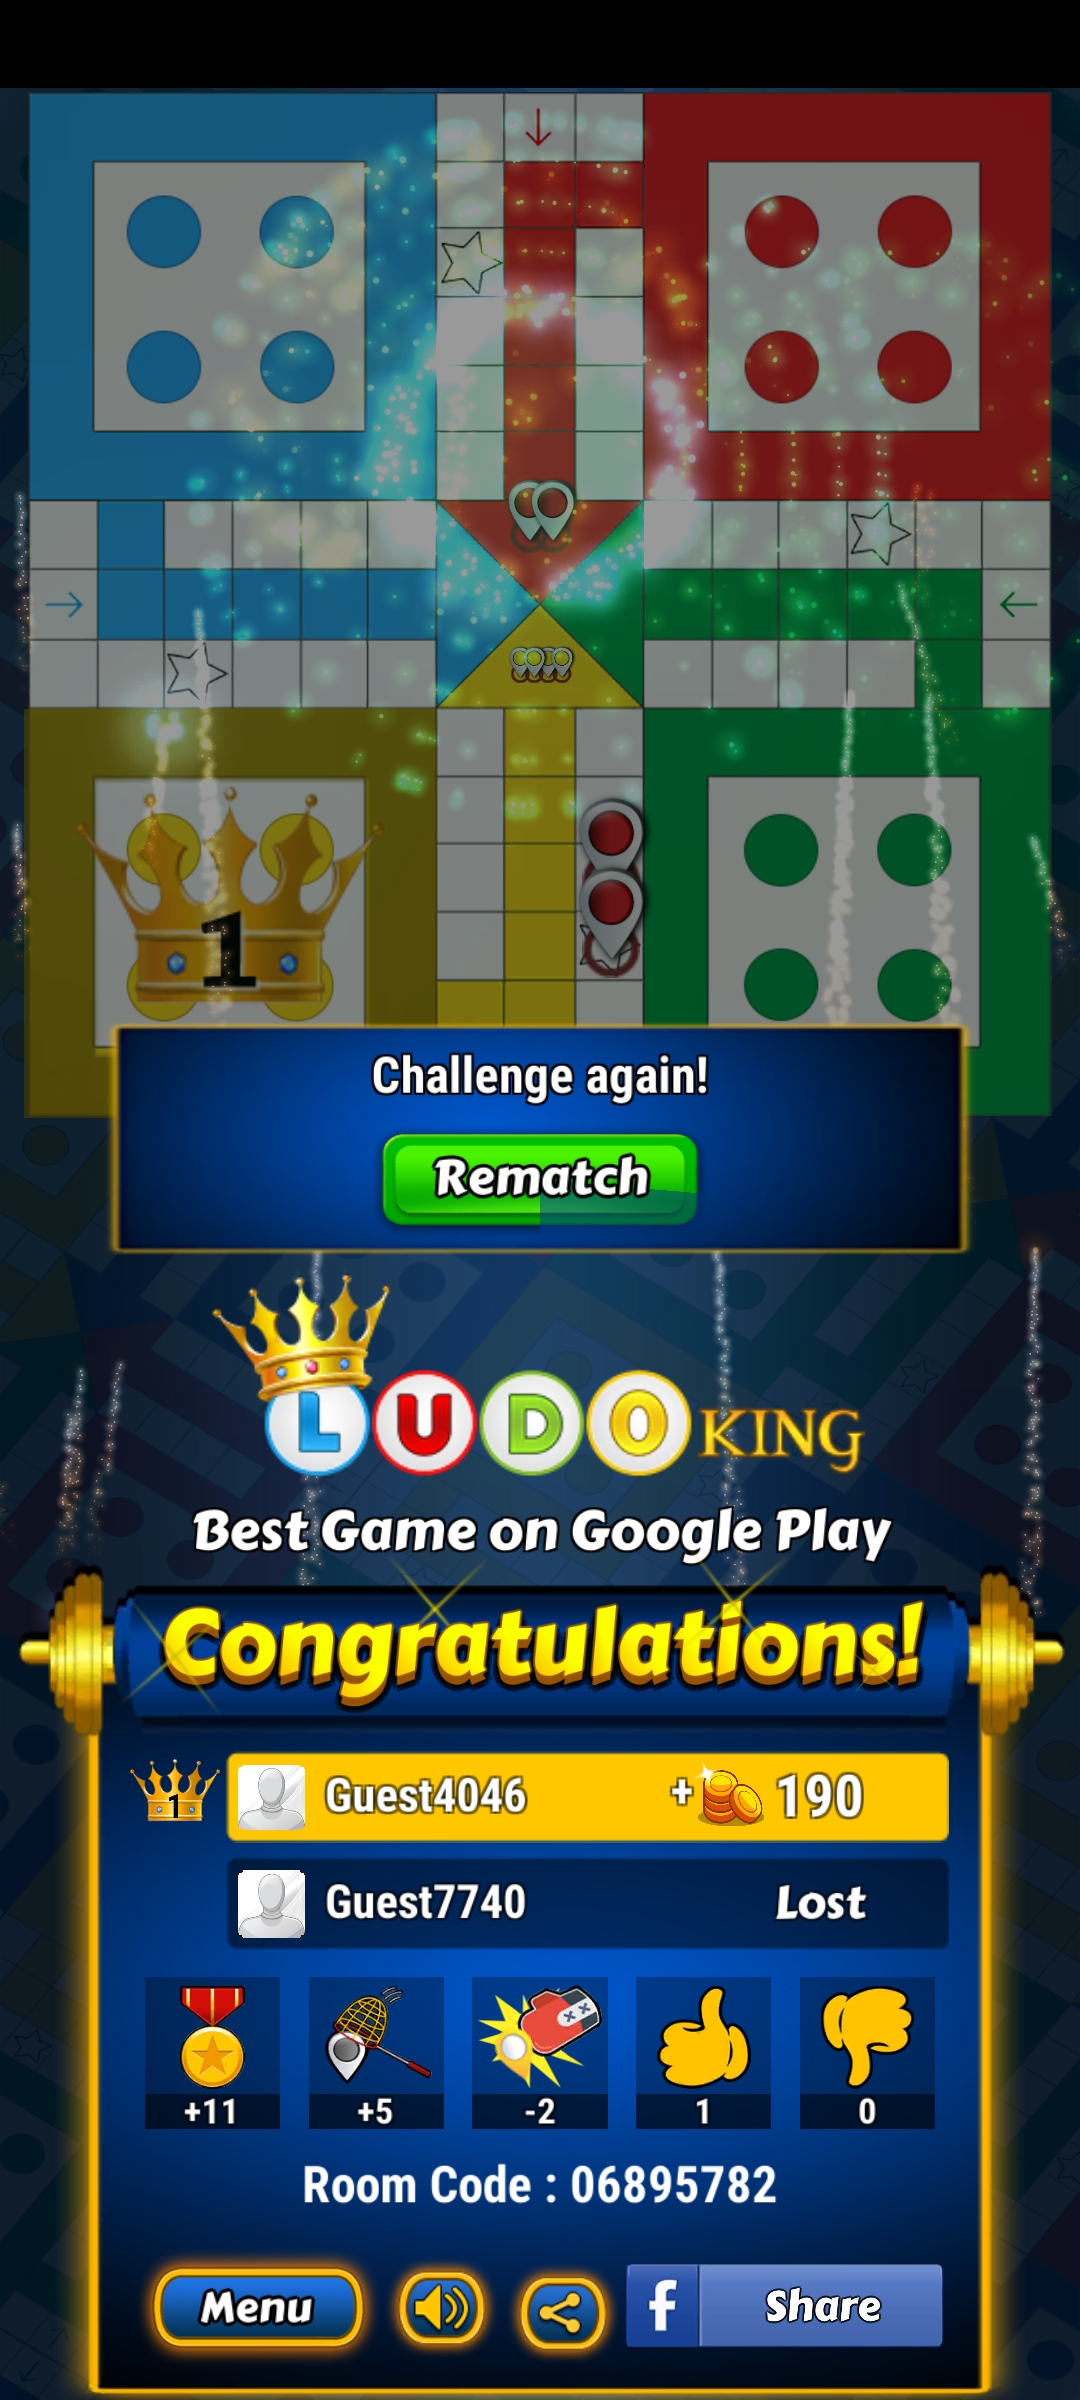 1
Challenge again!
Rematch
LUDO KING
Best Game on Google Play
Congratulations!
1 Guest4046 + 190
Guest7740 Lost
+11 +5 -2 1 0
Room Code : 06895782
Menu f Share